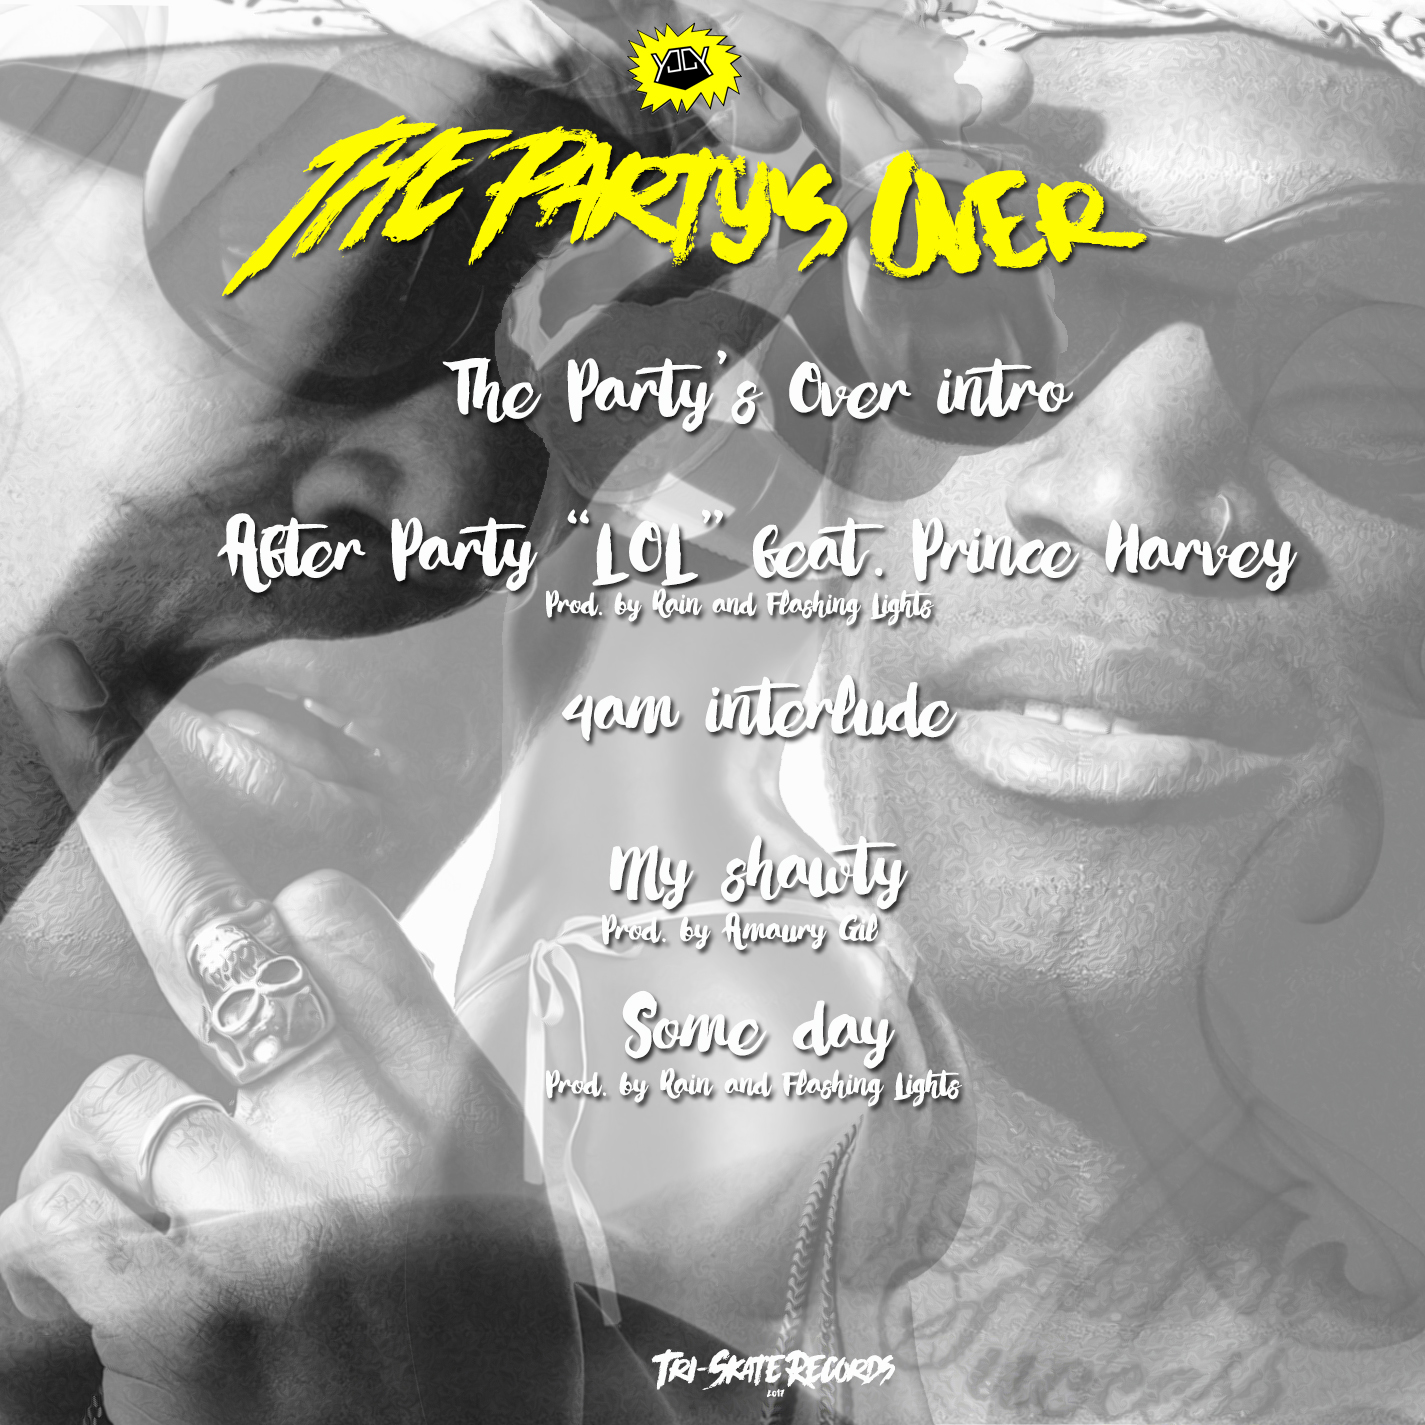 YJCY
The Party's Over
The Party's Over intro
After Party "LOL" feat. Prince Harvey
Prod. by Rain and Flashing Lights
4am interlude
My shawty
Prod. by Amaury Gil
Some day
Prod. by Rain and Flashing Lights
Tri-Skate Records
2017